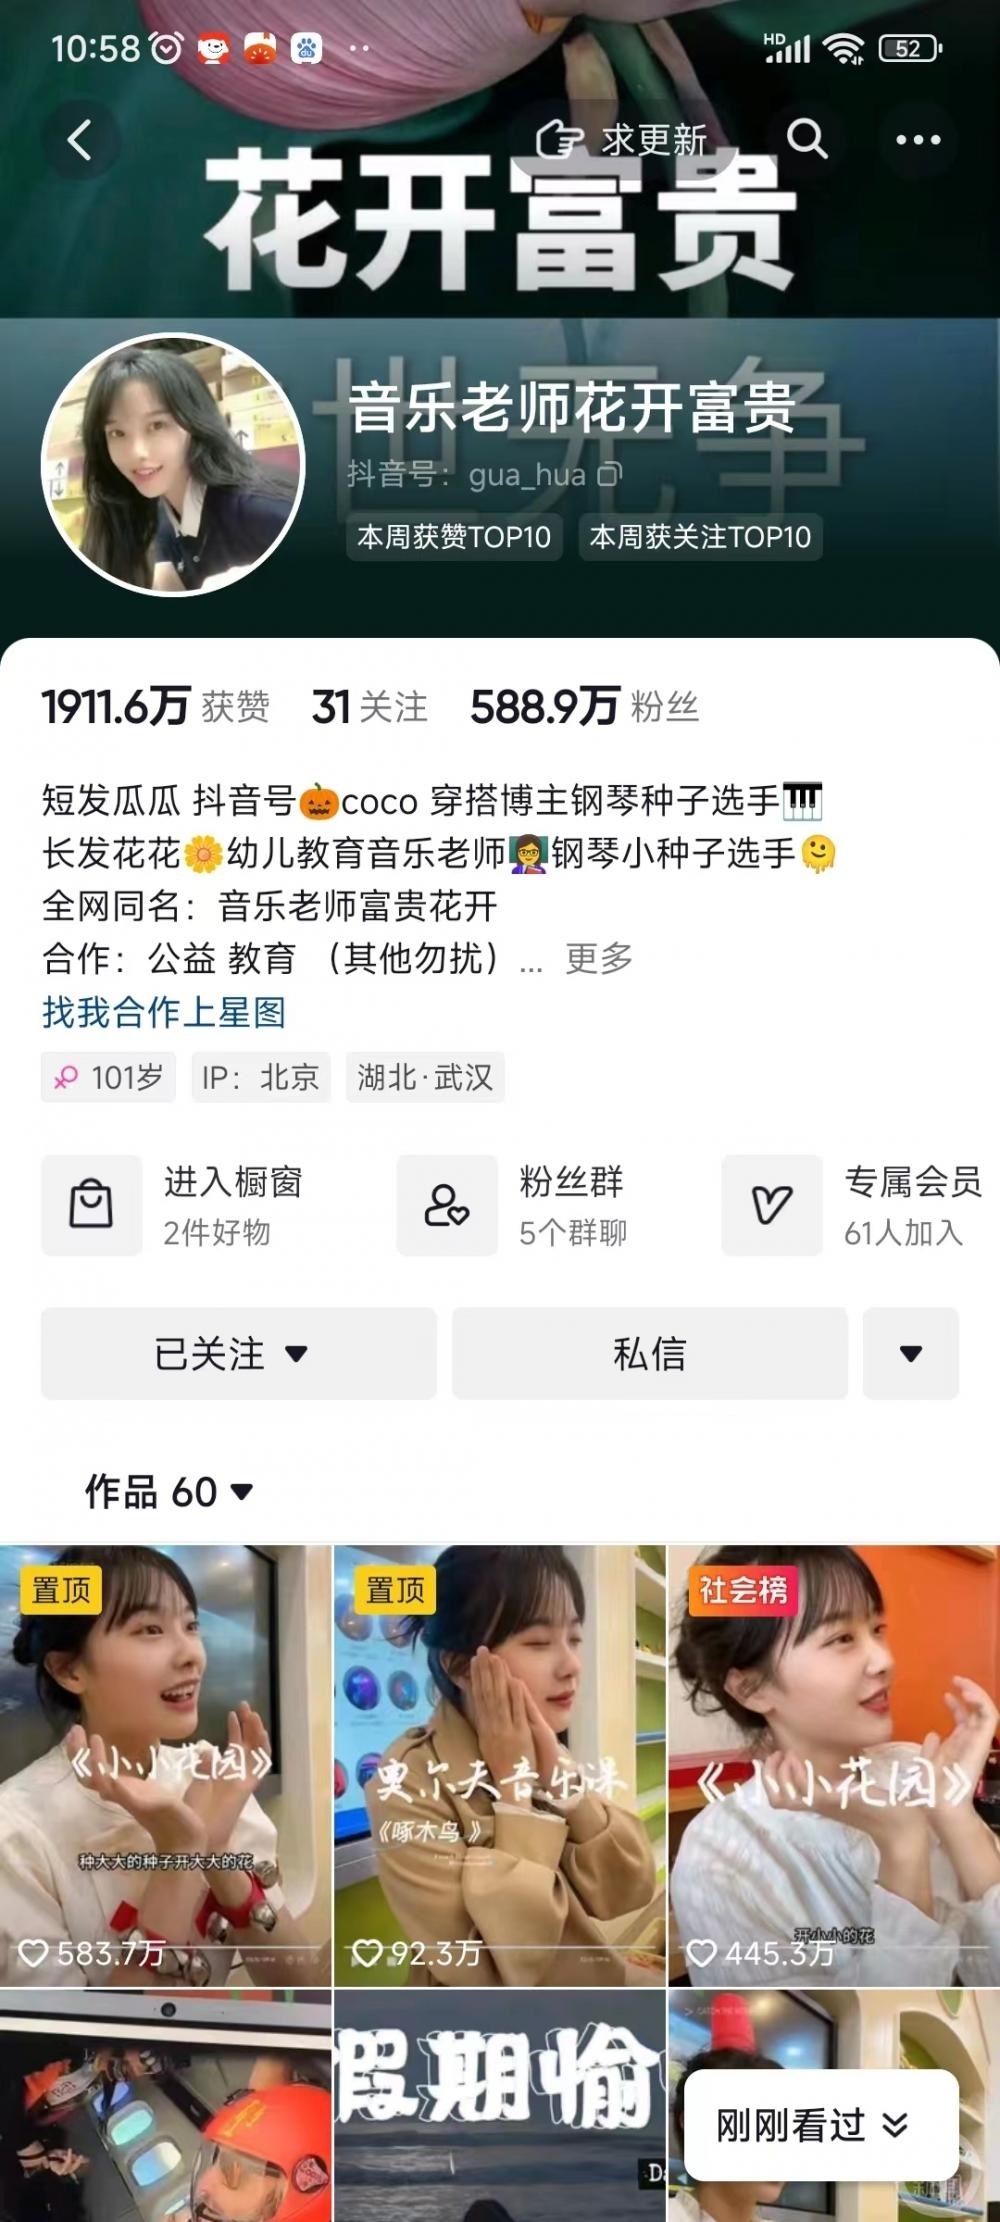 10:58
HD
52
求更新
花开富贵
世无争
音乐老师花开富贵
抖音号：gua_hua
本周获赞TOP10 本周获关注TOP10
1911.6万 获赞 31 关注 588.9万 粉丝
短发瓜瓜 抖音号🎃coco 穿搭博主钢琴种子选手🎹
长发花花🌼幼儿教育音乐老师👩‍🏫钢琴小种子选手🫠
全网同名：音乐老师富贵花开
合作：公益 教育 （其他勿扰）... 更多
找我合作上星图
101岁 IP：北京 湖北·武汉
进入橱窗 粉丝群 专属会员
2件好物 5个群聊 61人加入
已关注 私信
作品 60
置顶
《小小花园》
种大大的种子开大大的花
583.7万
置顶
奥尔夫音乐课
《啄木鸟》
92.3万
社会榜
《小小花园》
开小小的花
445.3万
假期愉
刚刚看过